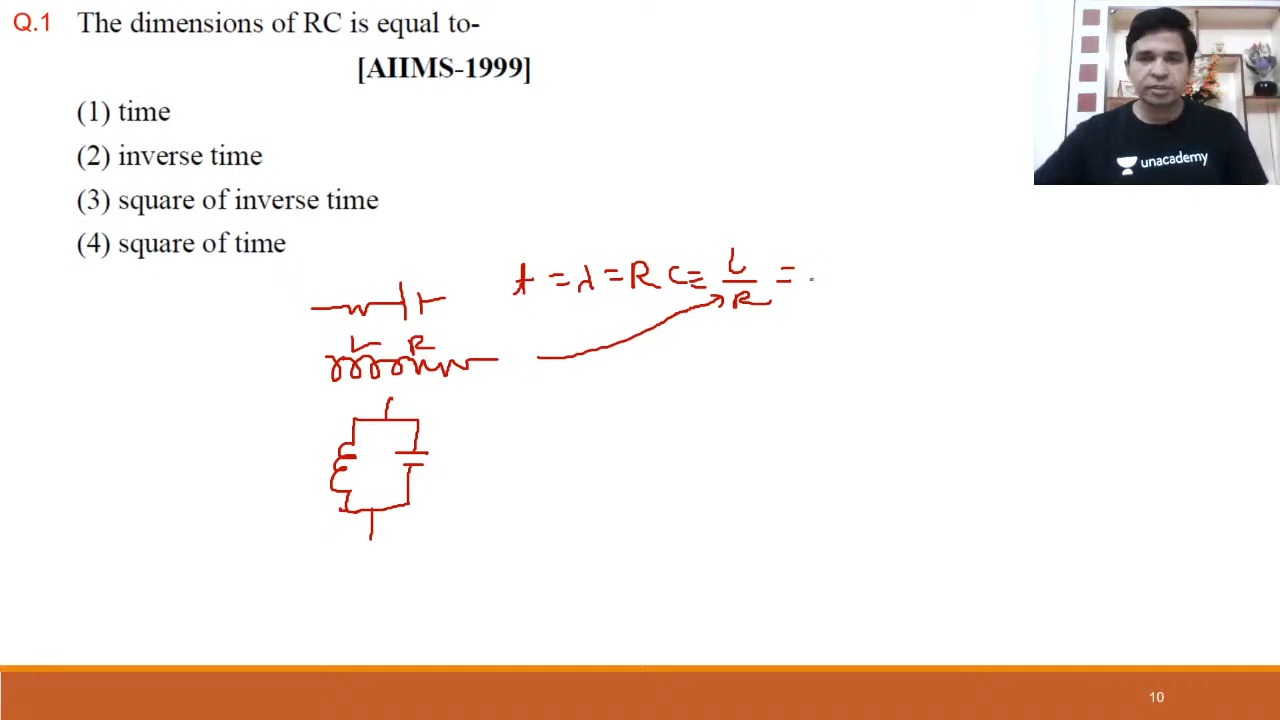 Q.1 The dimensions of RC is equal to-
[AIIMS-1999]
(1) time
(2) inverse time
(3) square of inverse time
(4) square of time
t = λ = RC = L/R =
L R
unacademy
10